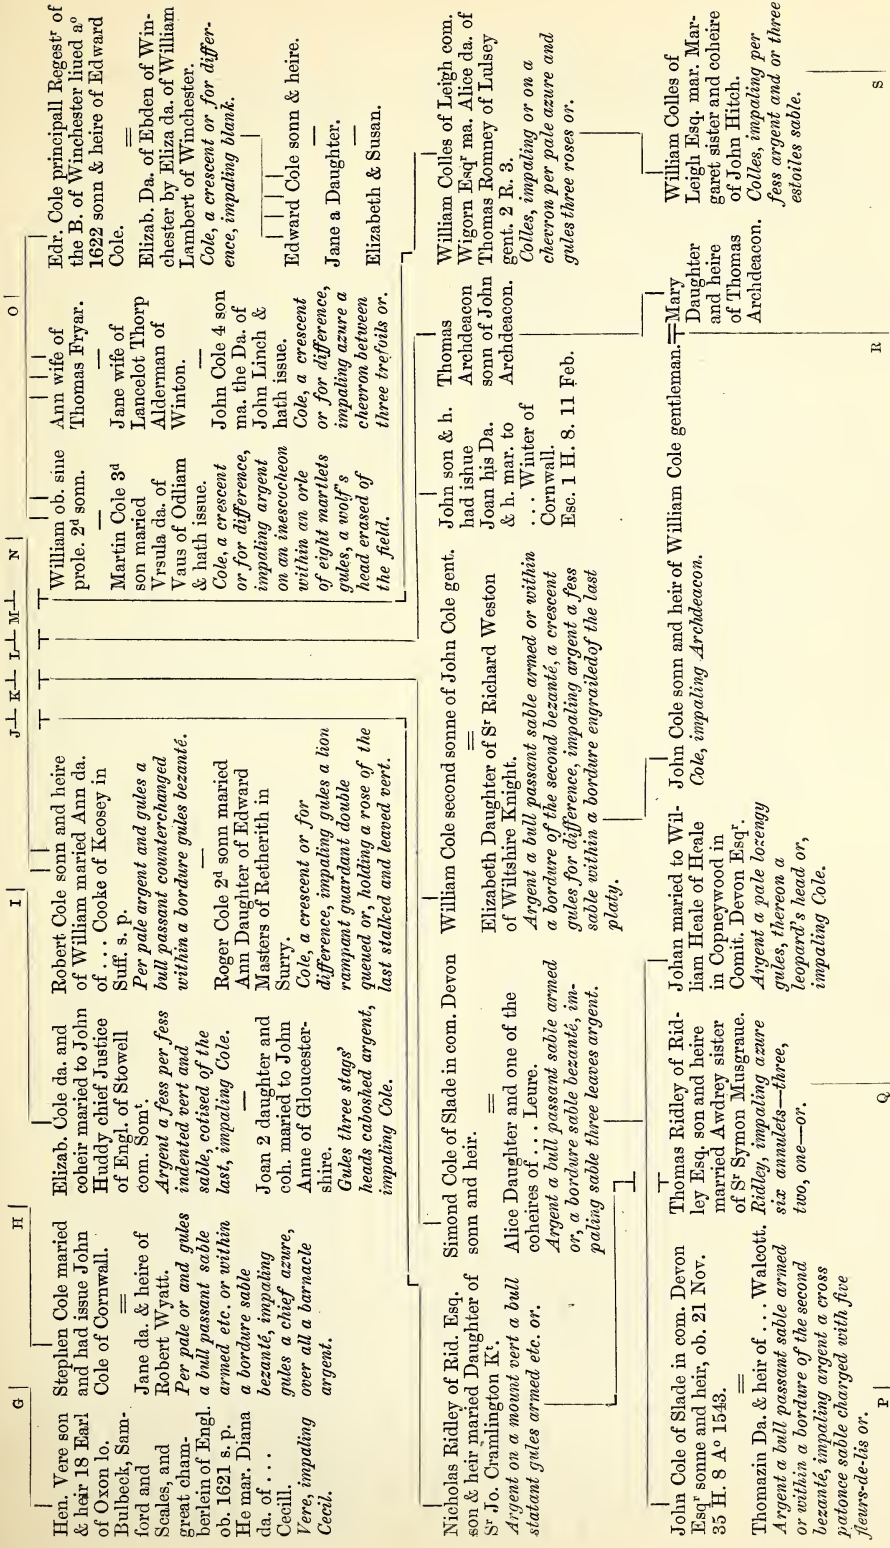 G
H
I
J
K
L
M
N
O
Hen. Vere son
& heir 18 Earl
of Oxon lo.
Bulbeck, Sam-
ford and
Scales, and
great cham-
berlein of Engl.
ob. 1621 s. p.
He mar. Diana
da. of . . .
Cecill.
Vere, impaling
Cecil.
Stephen Cole maried
and had issue John
Cole of Cornwall.
=
Jane da. & heire of
Robert Wyatt.
Per pale or and gules
a bull passant sable
armed etc. or within
a bordure sable
bezanté, impaling
gules a chief azure,
over all a barnacle
argent.
Elizab. Cole da. and
coheir maried to John
Huddy chief Justice
of Engl. of Stowell
com. Somᵗ.
Argent a fess per fess
indented vert and
sable, cotised of the
last, impaling Cole.
—
Joan 2 daughter and
coh. maried to John
Anne of Gloucester-
shire.
Gules three stags'
heads caboshed argent,
impaling Cole.
Robert Cole sonn and heire
of William maried Ann da.
of . . . Cooke of Keosey in
Suff. s. p.
Per pale argent and gules a
bull passant counterchanged
within a bordure gules bezanté.
—
Roger Cole 2ᵈ sonn maried
Ann Daughter of Edward
Masters of Retherith in
Surry.
Cole, a crescent or for
difference, impaling gules a lion
rampant guardant double
queued or, holding a rose of the
last stalked and leaved vert.
William ob. sine
prole. 2ᵈ sonn.
—
Martin Cole 3ᵈ
son married
Vrsula da. of
Vaus of Odliam
& hath issue.
Cole, a crescent
or for difference,
impaling argent
on an inescocheon
within an orle
of eight martlets
gules, a wolf's
head erased of
the field.
Ann wife of
Thomas Fryar.
—
Jane wife of
Lancelot Thorp
Alderman of
Winton.
—
John Cole 4 son
ma. the Da. of
John Linch &
hath issue.
Cole, a crescent
or for difference,
impaling azure a
chevron between
three trefoils or.
Edr. Cole principall Regestʳ of
the B. of Winchester liued aᵒ
1622 sonn & heire of Edward
Cole.
=
Elizab. Da. of Ebden of Win-
chester by Eliza da. of William
Lambert of Winchester.
Cole, a crescent or for differ-
ence, impaling blank.
Edward Cole sonn & heire.
—
Jane a Daughter.
—
Elizabeth & Susan.
Nicholas Ridley of Rid. Esq.
son & heir maried Daughter of
Sʳ Jo. Cramlington Kᵗ.
Argent on a mount vert a bull
statant gules armed etc. or.
Simond Cole of Slade in com. Devon
sonn and heir.
=
Alice Daughter and one of the
coheires of . . . Leure.
Argent a bull passant sable armed
or, a bordure sable bezanté, im-
paling sable three leaves argent.
William Cole second sonne of John Cole gent.
=
Elizabeth Daughter of Sʳ Richard Weston
of Wiltshire Knight.
Argent a bull passant sable armed or within
a bordure of the second bezanté, a crescent
gules for difference, impaling argent a fess
sable within a bordure engrailedof the last
platy.
John son & h.
had ishue
Joan his Da.
& h. mar. to
. . . Winter of
Cornwall.
Esc. 1 H. 8. 11 Feb.
Thomas
Archdeacon
sonn of John
Archdeacon.
William Colles of Leigh com.
Wigorn Esqʳ ma. Alice da. of
Thomas Romney of Lulsey
gent. 2 R. 3.
Colles, impaling or on a
chevron per pale azure and
gules three roses or.
John Cole of Slade in com. Devon
Esqʳ sonne and heir, ob. 21 Nov.
35 H. 8 Aᵒ 1543.
=
Thomazin Da. & heir of . . . Walcott.
Argent a bull passant sable armed
or within a bordure of the second
bezanté, impaling argent a cross
patonce sable charged with five
fleurs-de-lis or.
Thomas Ridley of Rid-
ley Esq. son and heire
married Awdrey sister
of Sʳ Symon Musgraue.
Ridley, impaling azure
six annulets—three,
two, one—or.
Johan maried to Wil-
liam Heale of Heale
in Copneywood in
Comit. Devon Esqʳ.
Argent a pale lozengy
gules, thereon a
leopard's head or,
impaling Cole.
John Cole sonn and heir of William Cole gentleman.
Cole, impaling Archdeacon.
Mary
Daughter
and heire
of Thomas
Archdeacon.
William Colles of
Leigh Esq. mar. Mar-
garet sister and coheire
of John Hitch.
Colles, impaling per
fess argent and or three
estoiles sable.
P
Q
R
S